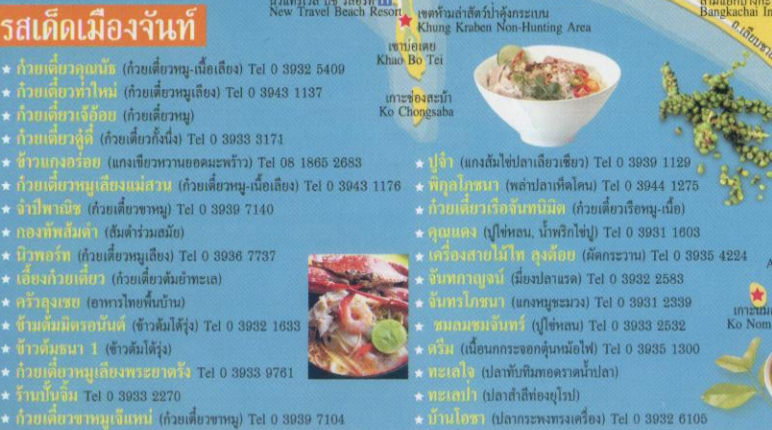 New Travel Beach Resort
เขตห้ามล่าสัตว์ป่าคุ้งกระเบน
Khung Kraben Non-Hunting Area
เขาบ่อเตย
Khao Bo Tei
เกาะช่องสะบ้า
Ko Chongsaba
Bangkachai In
ถ.เลียบชาย
รสเด็ดเมืองจันท์
★ ก๋วยเตี๋ยวคุณนัธ (ก๋วยเตี๋ยวหมู-เนื้อเลียง) Tel 0 3932 5409
★ ก๋วยเตี๋ยวท่าใหม่ (ก๋วยเตี๋ยวหมูเลียง) Tel 0 3943 1137
★ ก๋วยเตี๋ยวเจ้อ้อย (ก๋วยเตี๋ยวหมู)
★ ก๋วยเตี๋ยวดู๋ดี๋ (ก๋วยเตี๋ยวกั้งนึ่ง) Tel 0 3933 3171
★ ข้าวแกงอร่อย (แกงเขียวหวานยอดมะพร้าว) Tel 08 1865 2683
★ ก๋วยเตี๋ยวหมูเลียงแม่สวน (ก๋วยเตี๋ยวหมู-เนื้อเลียง) Tel 0 3943 1176
★ จำปีพาณิช (ก๋วยเตี๋ยวขาหมู) Tel 0 3939 7140
★ กองทัพส้มตำ (ส้มตำร่วมสมัย)
★ นิวพอร์ท (ก๋วยเตี๋ยวหมูเลียง) Tel 0 3936 7737
★ เอี้ยงก๋วยเตี๋ยว (ก๋วยเตี๋ยวต้มยำทะเล)
★ ครัวลุงเชย (อาหารไทยพื้นบ้าน)
★ ข้ามต้มมิตรอนันต์ (ข้าวต้มโต้รุ่ง) Tel 0 3932 1633
★ ข้าวต้มธนา 1 (ข้าวต้มโต้รุ่ง)
★ ก๋วยเตี๋ยวหมูเลียงพระยาตรัง Tel 0 3933 9761
★ ร้านปั้นจิ้ม Tel 0 3933 2270
★ ก๋วยเตี๋ยวขาหมูเจ๊แหม่ (ก๋วยเตี๋ยวขาหมู) Tel 0 3939 7104
★ ปูจ๋า (แกงส้มไข่ปลาเลียวเซียว) Tel 0 3939 1129
★ พิกุลโภชนา (พล่าปลาเห็ดโคน) Tel 0 3944 1275
★ ก๋วยเตี๋ยวเรือจันทนิมิต (ก๋วยเตี๋ยวเรือหมู-เนื้อ)
★ คุณแดง (ปูไข่หลน, น้ำพริกไข่ปู) Tel 0 3931 1603
★ เครื่องสายไม้ไท ลุงต้อย (ผัดกระวาน) Tel 0 3935 4224
★ จันทกาญจน์ (เมี่ยงปลาแรด) Tel 0 3932 2583
★ จันทรโภชนา (แกงหมูชะมวง) Tel 0 3931 2339
★ ชมลมชมจันทร์ (ปูไข่หลน) Tel 0 3933 2532
★ ดรีม (เนื้อนกกระจอกตุ๋นหม้อไฟ) Tel 0 3935 1300
★ ทะเลใจ (ปลาทับทิมทอดราดน้ำปลา)
★ ทะเลป่า (ปลาสำลีท่องยุโรป)
★ บ้านโอชา (ปลากระพงทรงเครื่อง) Tel 0 3932 6105
Ko Nom